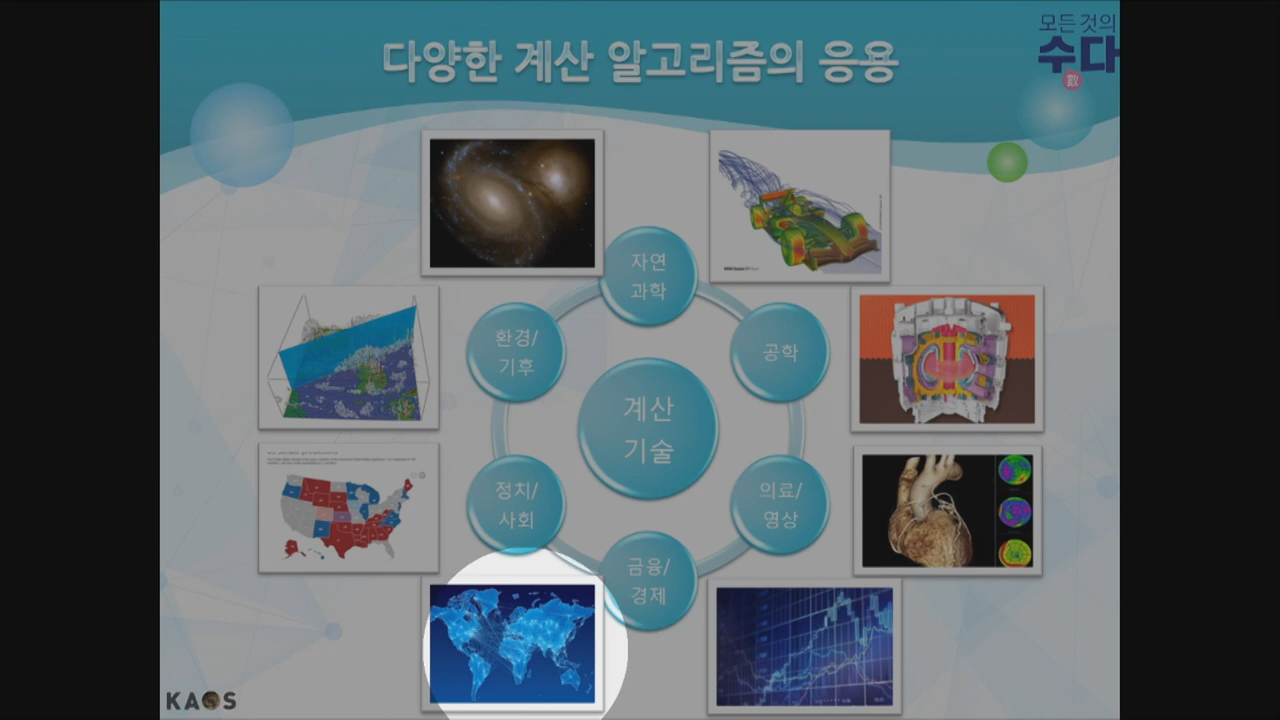 모든 것의
수다
數
다양한 계산 알고리즘의 응용
자연
과학
환경/
기후
공학
계산
기술
정치/
사회
의료/
영상
금융/
경제
KAOS